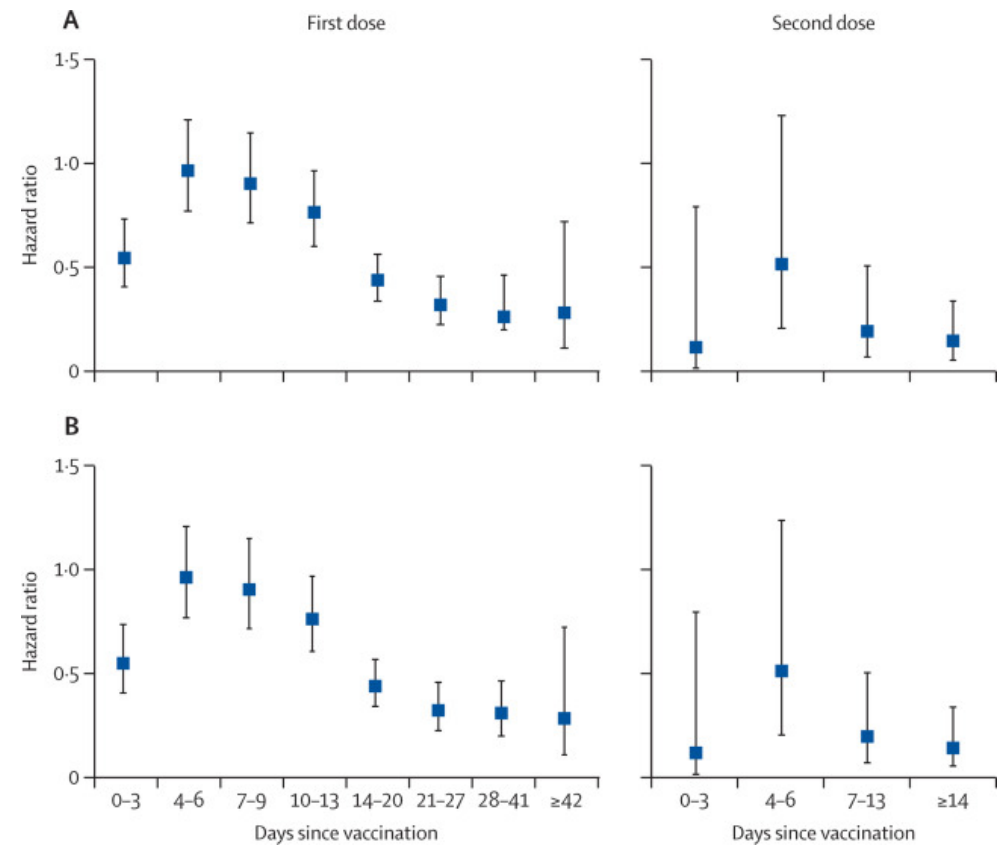 A
First dose
Second dose
1·5
1·0
0·5
0
Hazard ratio
B
1·5
1·0
0·5
0
Hazard ratio
0–3 4–6 7–9 10–13 14–20 21–27 28–41 ≥42
Days since vaccination
0–3 4–6 7–13 ≥14
Days since vaccination